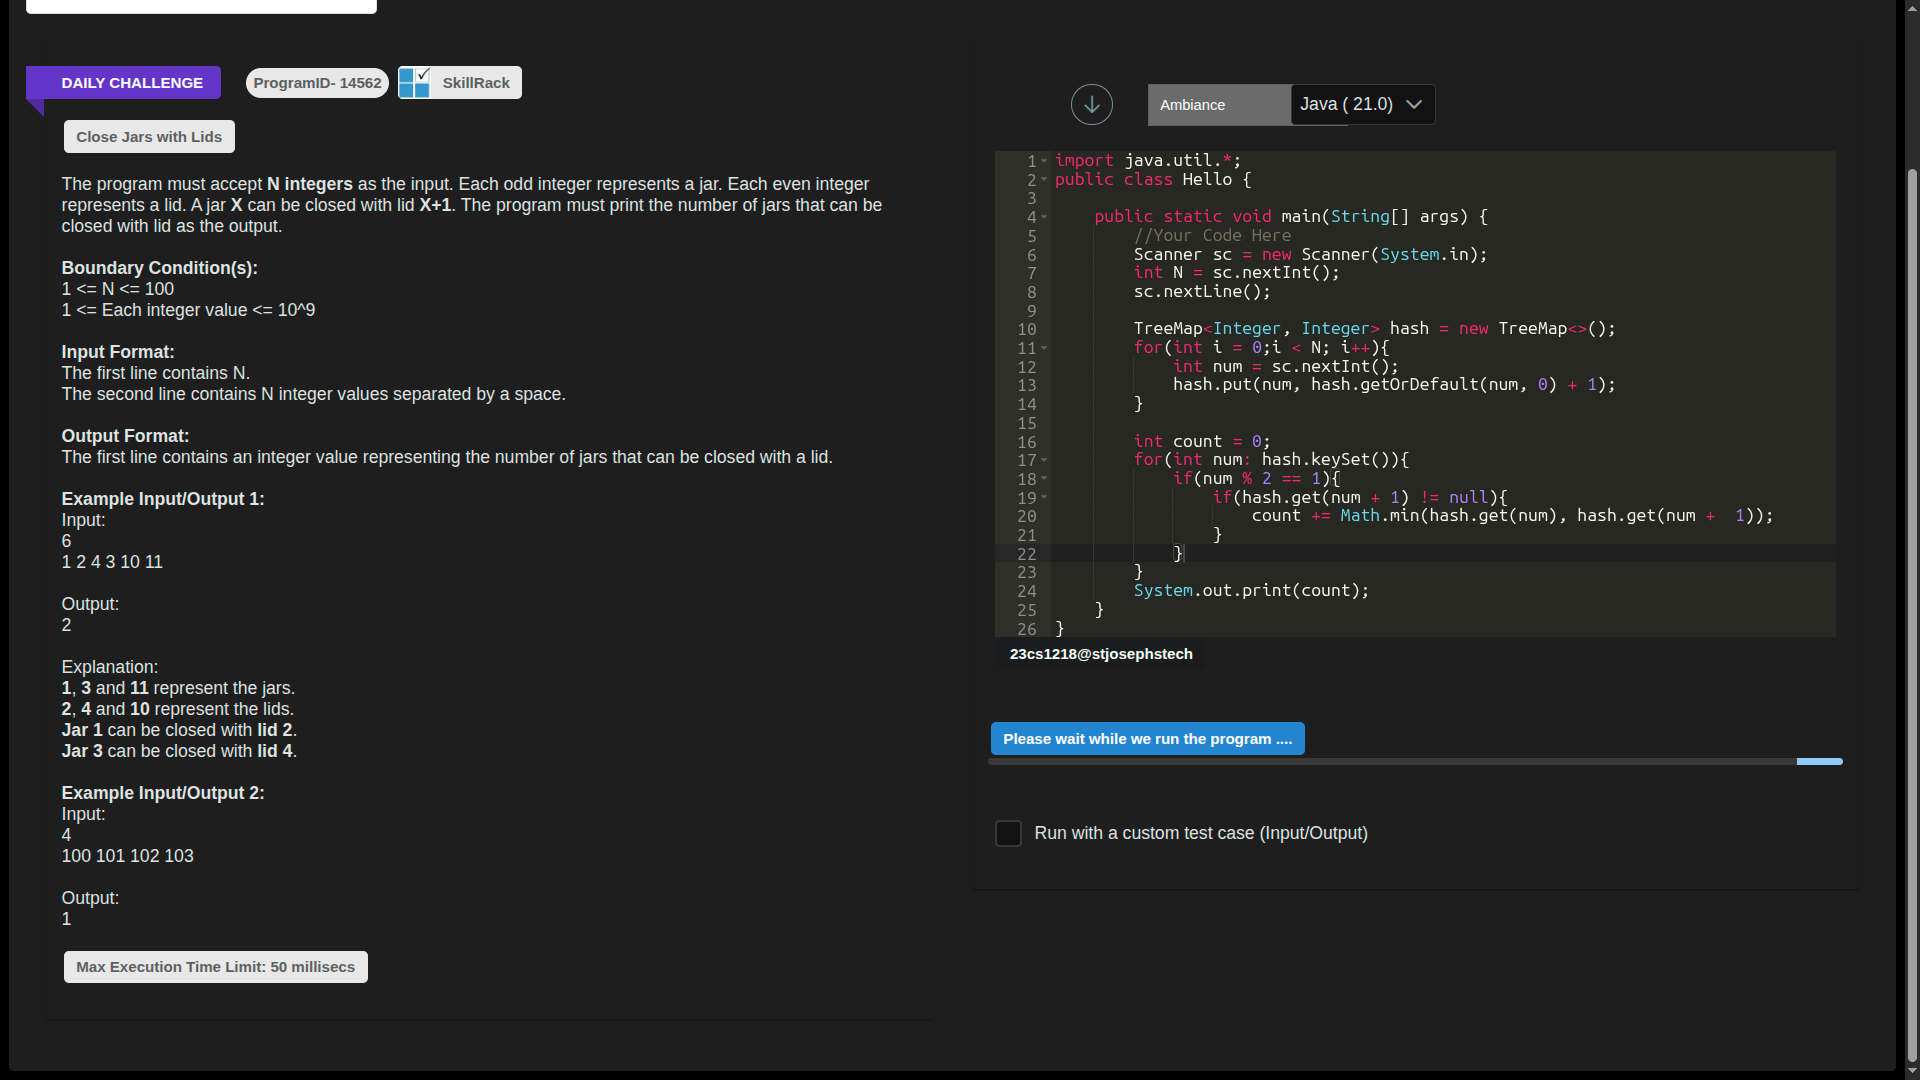 DAILY CHALLENGE
ProgramID- 14562
SkillRack
Close Jars with Lids
The program must accept N integers as the input. Each odd integer represents a jar. Each even integer
represents a lid. A jar X can be closed with lid X+1. The program must print the number of jars that can be
closed with lid as the output.
Boundary Condition(s):
1 <= N <= 100
1 <= Each integer value <= 10^9
Input Format:
The first line contains N.
The second line contains N integer values separated by a space.
Output Format:
The first line contains an integer value representing the number of jars that can be closed with a lid.
Example Input/Output 1:
Input:
6
1 2 4 3 10 11
Output:
2
Explanation:
1, 3 and 11 represent the jars.
2, 4 and 10 represent the lids.
Jar 1 can be closed with lid 2.
Jar 3 can be closed with lid 4.
Example Input/Output 2:
Input:
4
100 101 102 103
Output:
1
Max Execution Time Limit: 50 millisecs
Ambiance
Java ( 21.0)
1 import java.util.*;
2 public class Hello {
3
4     public static void main(String[] args) {
5         //Your Code Here
6         Scanner sc = new Scanner(System.in);
7         int N = sc.nextInt();
8         sc.nextLine();
9
10         TreeMap<Integer, Integer> hash = new TreeMap<>();
11         for(int i = 0;i < N; i++){
12             int num = sc.nextInt();
13             hash.put(num, hash.getOrDefault(num, 0) + 1);
14         }
15
16         int count = 0;
17         for(int num: hash.keySet()){
18             if(num % 2 == 1){
19                 if(hash.get(num + 1) != null){
20                     count += Math.min(hash.get(num), hash.get(num +  1));
21                 }
22             }
23         }
24         System.out.print(count);
25     }
26 }
23cs1218@stjosephstech
Please wait while we run the program ....
Run with a custom test case (Input/Output)